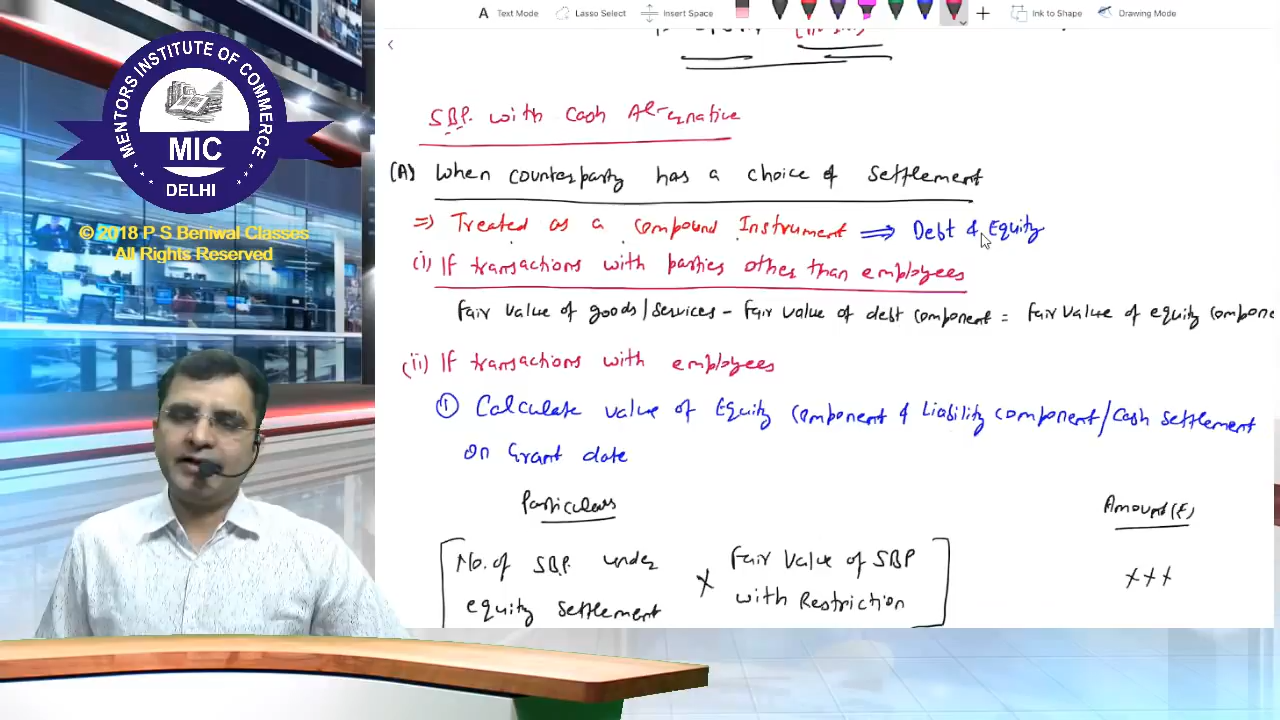 Text Mode
Lasso Select
Insert Space
Ink to Shape
Drawing Mode
MENTORS INSTITUTE OF COMMERCE
MIC
DELHI
© 2018 P S Beniwal Classes
All Rights Reserved
SBP with Cash Alternative
(A) When counterparty has a choice of Settlement
⇒ Treated as a compound Instrument ⇒ Debt & Equity
(i) If transactions with parties other than employees
Fair value of goods/services - Fair value of debt component = Fair value of equity compone
(ii) If transactions with employees
① Calculate value of Equity component & Liability component/Cash settlement
on Grant date
Particulars
Amount(₹)
No. of SBP under
equity settlement
×
Fair value of SBP
with Restriction
×××